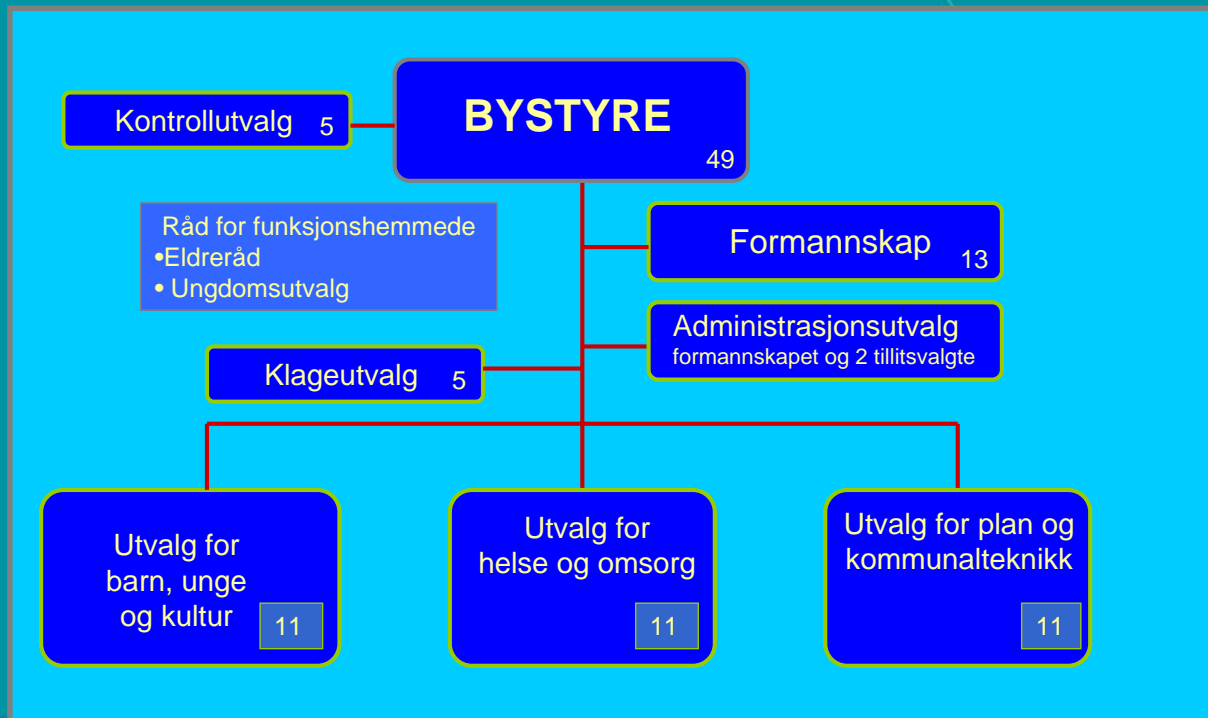 BYSTYRE
49
Kontrollutvalg 5
Råd for funksjonshemmede
•Eldreråd
• Ungdomsutvalg
Formannskap 13
Administrasjonsutvalg
formannskapet og 2 tillitsvalgte
Klageutvalg 5
Utvalg for
barn, unge
og kultur
11
Utvalg for
helse og omsorg
11
Utvalg for plan og
kommunalteknikk
11